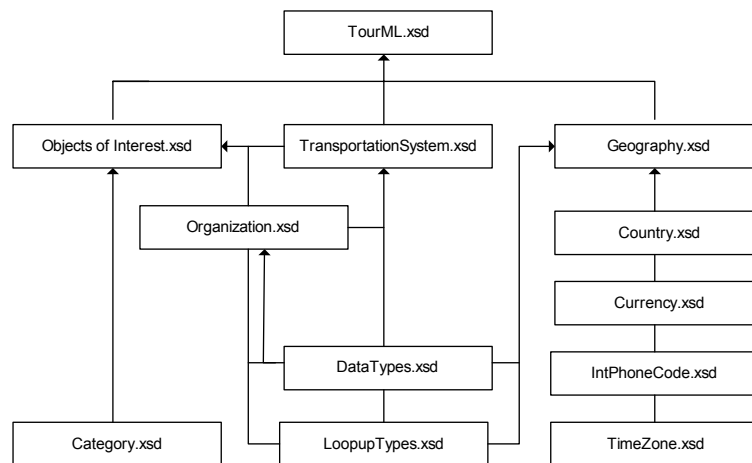 TourML.xsd
Objects of Interest.xsd
TransportationSystem.xsd
Geography.xsd
Organization.xsd
Country.xsd
Currency.xsd
DataTypes.xsd
IntPhoneCode.xsd
Category.xsd
LoopupTypes.xsd
TimeZone.xsd